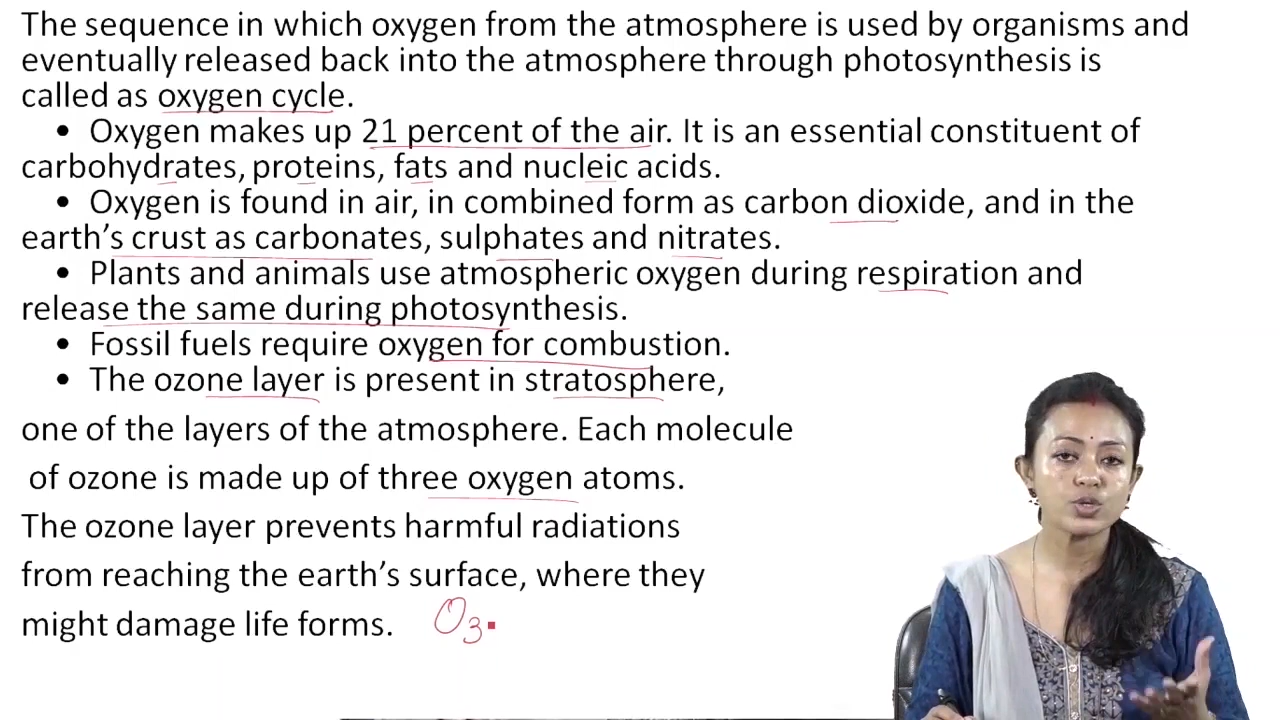 The sequence in which oxygen from the atmosphere is used by organisms and
eventually released back into the atmosphere through photosynthesis is
called as oxygen cycle.
• Oxygen makes up 21 percent of the air. It is an essential constituent of
carbohydrates, proteins, fats and nucleic acids.
• Oxygen is found in air, in combined form as carbon dioxide, and in the
earth’s crust as carbonates, sulphates and nitrates.
• Plants and animals use atmospheric oxygen during respiration and
release the same during photosynthesis.
• Fossil fuels require oxygen for combustion.
• The ozone layer is present in stratosphere,
one of the layers of the atmosphere. Each molecule
of ozone is made up of three oxygen atoms.
The ozone layer prevents harmful radiations
from reaching the earth’s surface, where they
might damage life forms. O3